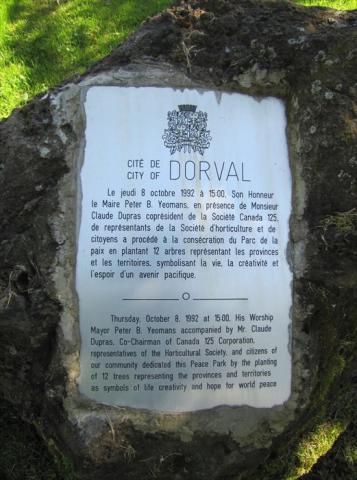 CITÉ DE
CITY OF DORVAL
Le jeudi 8 octobre 1992 à 15:00, Son Honneur
le Maire Peter B. Yeomans, en présence de Monsieur
Claude Dupras coprésident de la Société Canada 125,
de représentants de la Société d'horticulture et de
citoyens a procédé à la consécration du Parc de la
paix en plantant 12 arbres représentant les provinces
et les territoires, symbolisant la vie, la créativité et
l'espoir d'un avenir pacifique.
Thursday, October 8, 1992 at 15:00, His Worship
Mayor Peter B. Yeomans accompanied by Mr. Claude
Dupras, Co-Chairman of Canada 125 Corporation,
representatives of the Horticultural Society, and citizens of
our community dedicated this Peace Park by the planting
of 12 trees representing the provinces and territories
as symbols of life creativity and hope for world peace